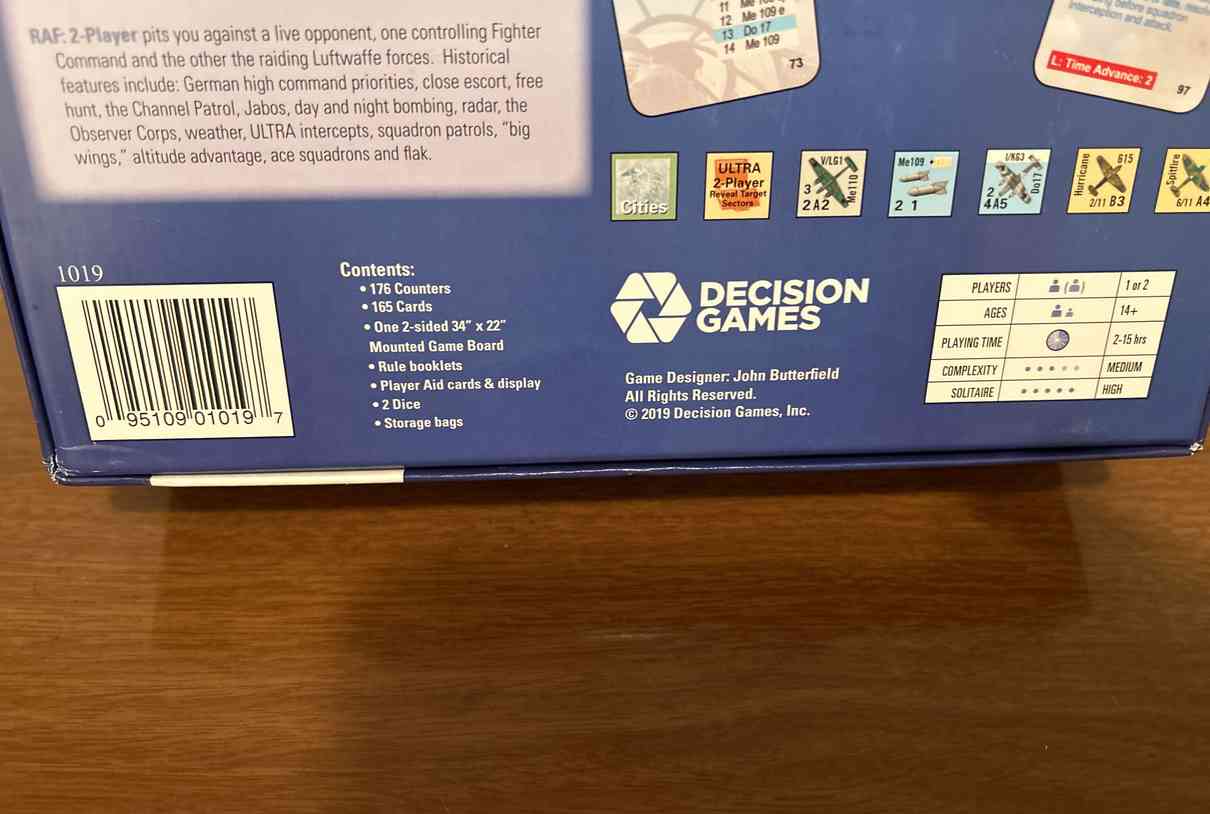 RAF: 2-Player pits you against a live opponent, one controlling Fighter
Command and the other the raiding Luftwaffe forces. Historical
features include: German high command priorities, close escort, free
hunt, the Channel Patrol, Jabos, day and night bombing, radar, the
Observer Corps, weather, ULTRA intercepts, squadron patrols, "big
wings," altitude advantage, ace squadrons and flak.
11 Me
12 Me 109 e
13 Do 17
14 Me 109
73
before squadron
interception and attack.
L: Time Advance: 2
97
Cities
ULTRA
2-Player
Reveal Target
Sectors
V/LG1
Me110
3
2 A2
Me109
2 1
I/KG3
Do17
2
4 A5
Hurricane
615
2/11 B3
Spitfire
6/11 A4
1019
0 95109 01019 7
Contents:
• 176 Counters
• 165 Cards
• One 2-sided 34" x 22"
Mounted Game Board
• Rule booklets
• Player Aid cards & display
• 2 Dice
• Storage bags
DECISION
GAMES
Game Designer: John Butterfield
All Rights Reserved.
© 2019 Decision Games, Inc.
PLAYERS 1 or 2
AGES 14+
PLAYING TIME 2-15 hrs
COMPLEXITY MEDIUM
SOLITAIRE HIGH